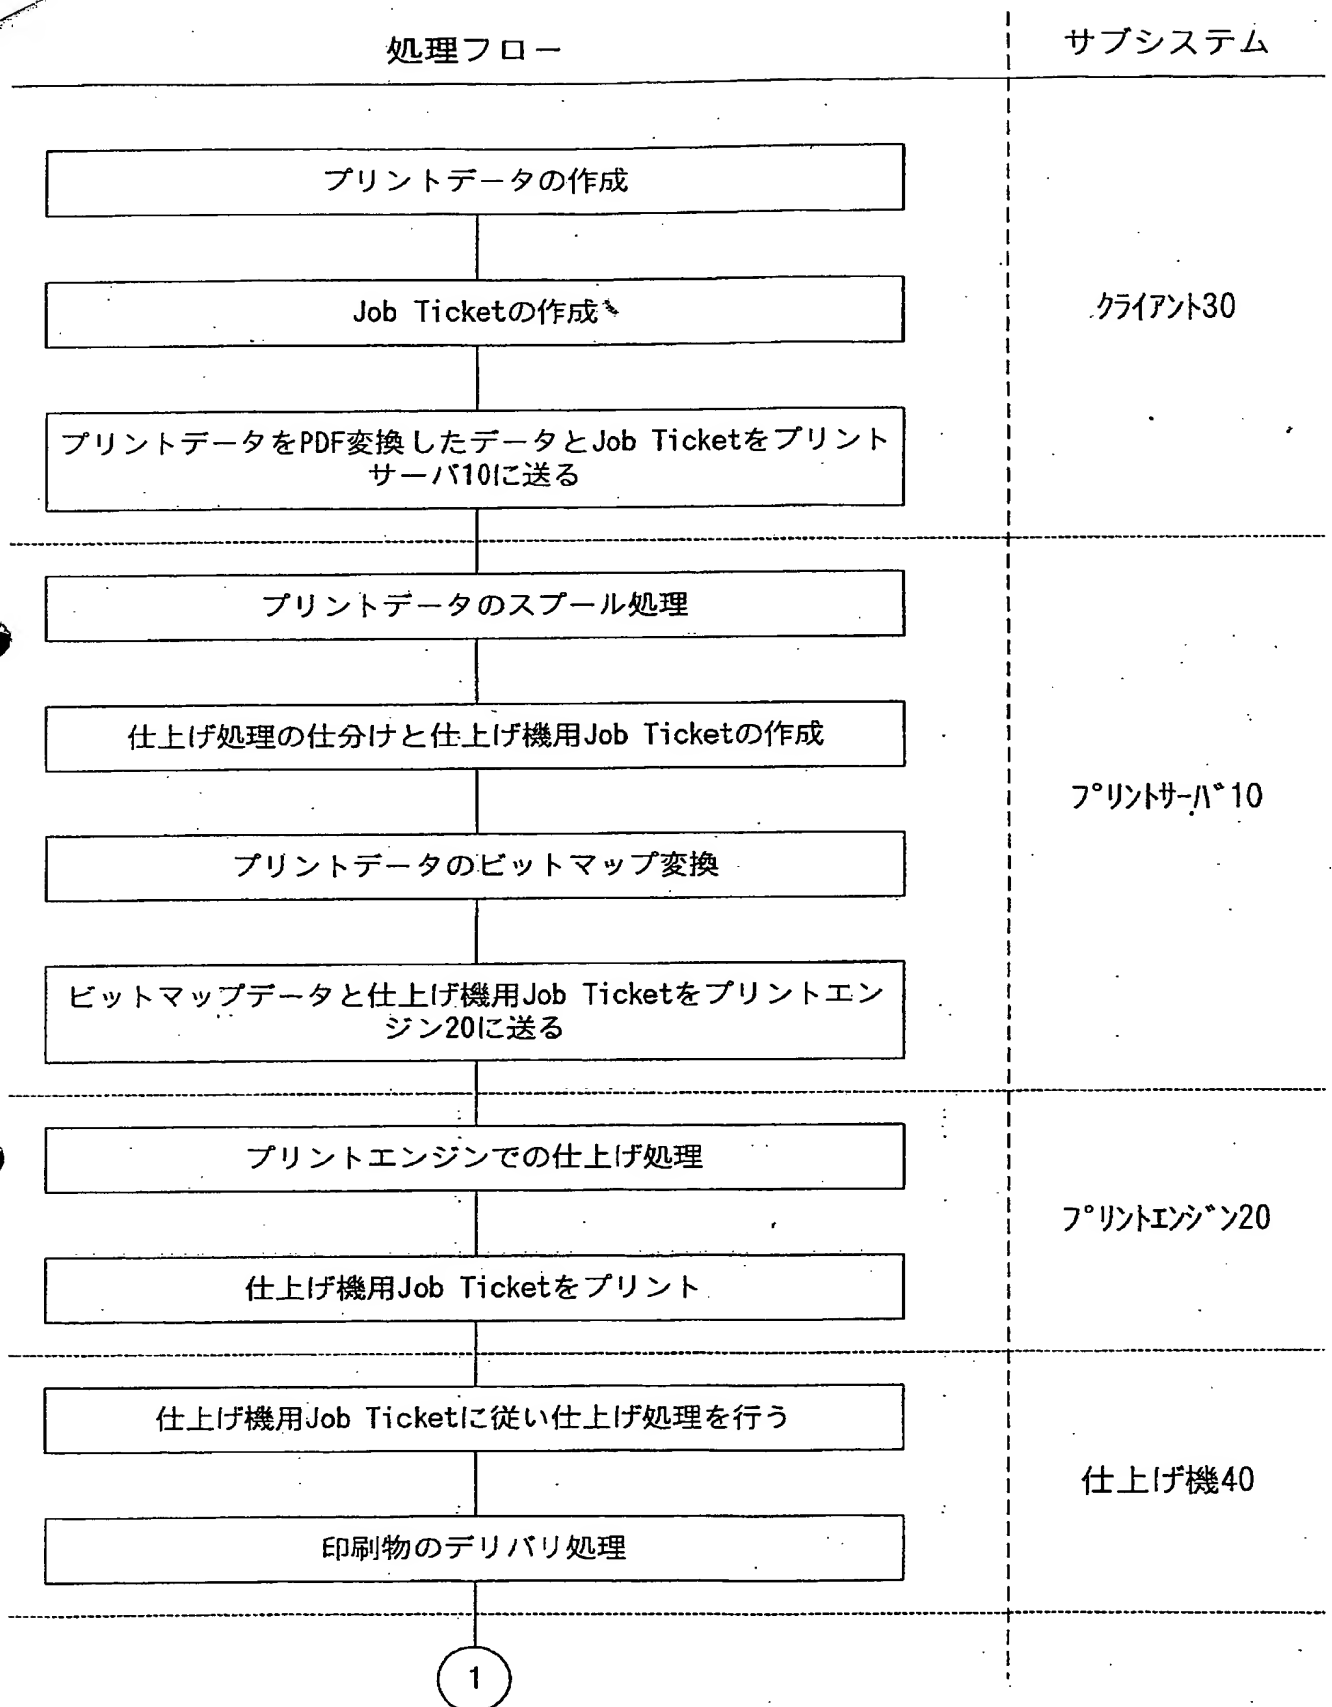 処理フロー
サブシステム
プリントデータの作成
Job Ticketの作成
クライアント30
プリントデータをPDF変換したデータとJob Ticketをプリント
サーバ10に送る
プリントデータのスプール処理
仕上げ処理の仕分けと仕上げ機用Job Ticketの作成
プリントサーバ10
プリントデータのビットマップ変換
ビットマップデータと仕上げ機用Job Ticketをプリントエン
ジン20に送る
プリントエンジンでの仕上げ処理
プリントエンジン20
仕上げ機用Job Ticketをプリント
仕上げ機用Job Ticketに従い仕上げ処理を行う
仕上げ機40
印刷物のデリバリ処理
1